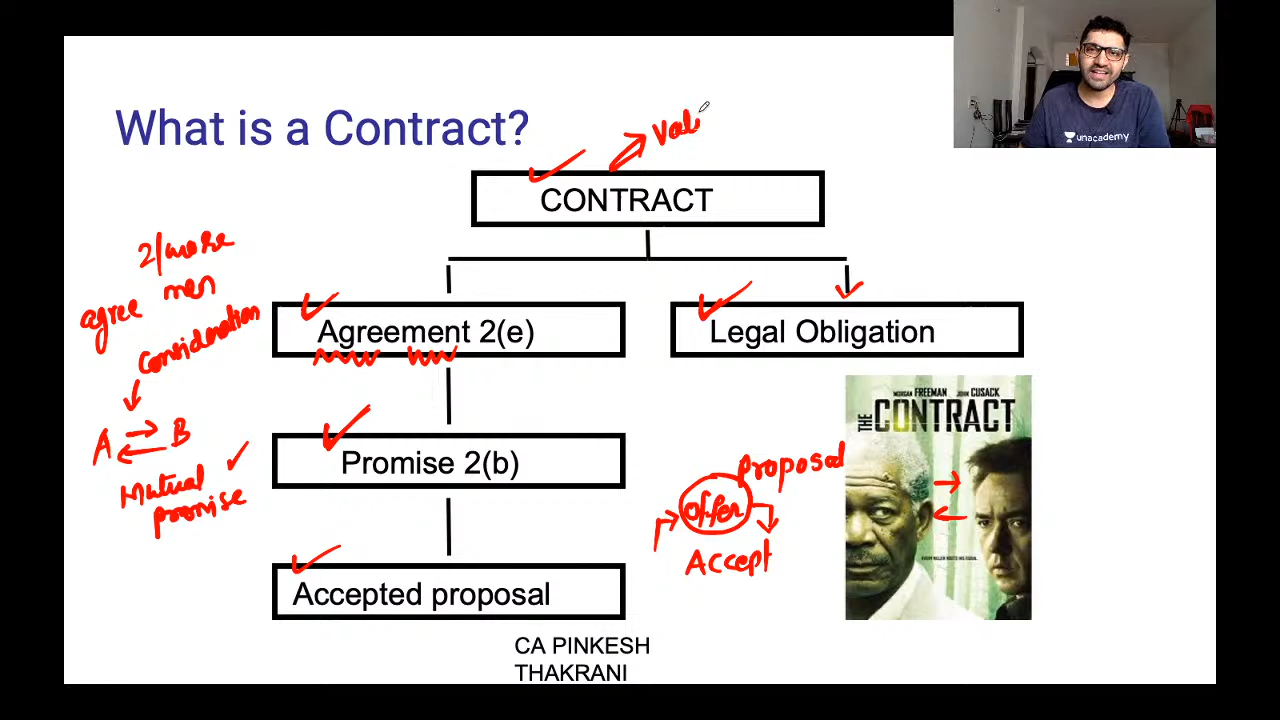 unacademy
What is a Contract?
Vali
CONTRACT
2/more
men
agree
Consideration
Agreement 2(e)
Legal Obligation
MORGAN FREEMAN JOHN CUSACK
THE CONTRACT
A B
Mutual
promise
Promise 2(b)
Proposal
offer
Accept
Accepted proposal
CA PINKESH
THAKRANI